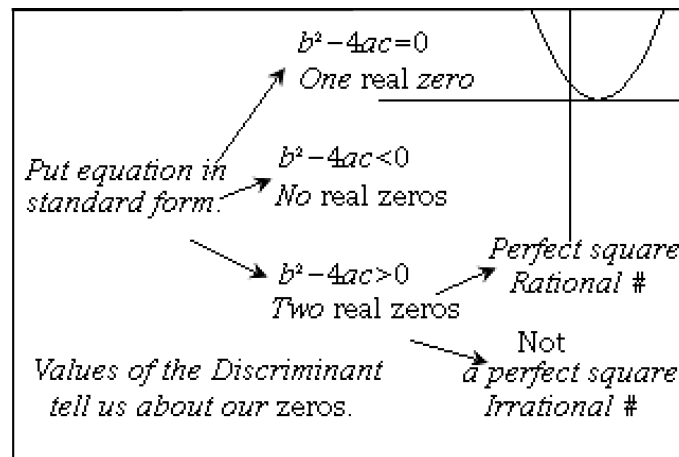 b²−4ac=0
One real zero
Put equation in
standard form.
b²−4ac<0
No real zeros
b²−4ac>0
Two real zeros
Perfect square
Rational #
Not
a perfect square
Irrational #
Values of the Discriminant
tell us about our zeros.